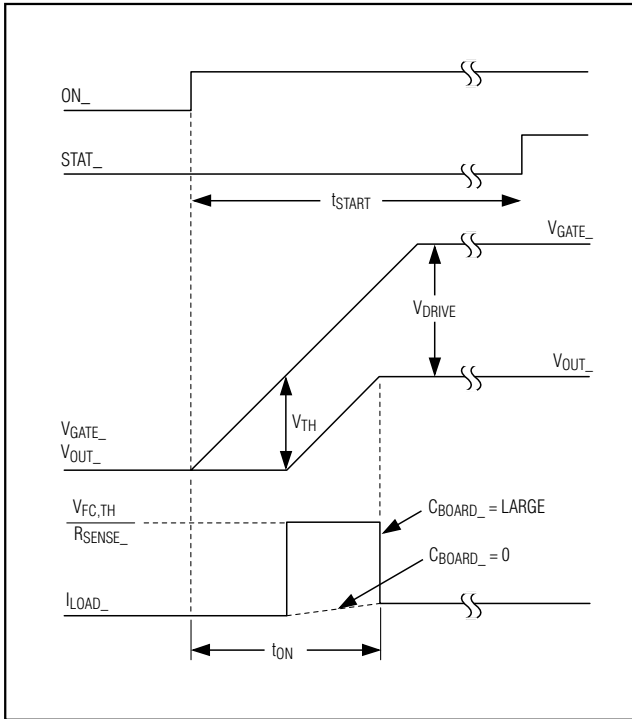 ON_
STAT_
tSTART
VGATE_
VDRIVE
VOUT_
VTH
VGATE_
VOUT_
VFC,TH
RSENSE_
CBOARD_ = LARGE
CBOARD_ = 0
ILOAD_
tON